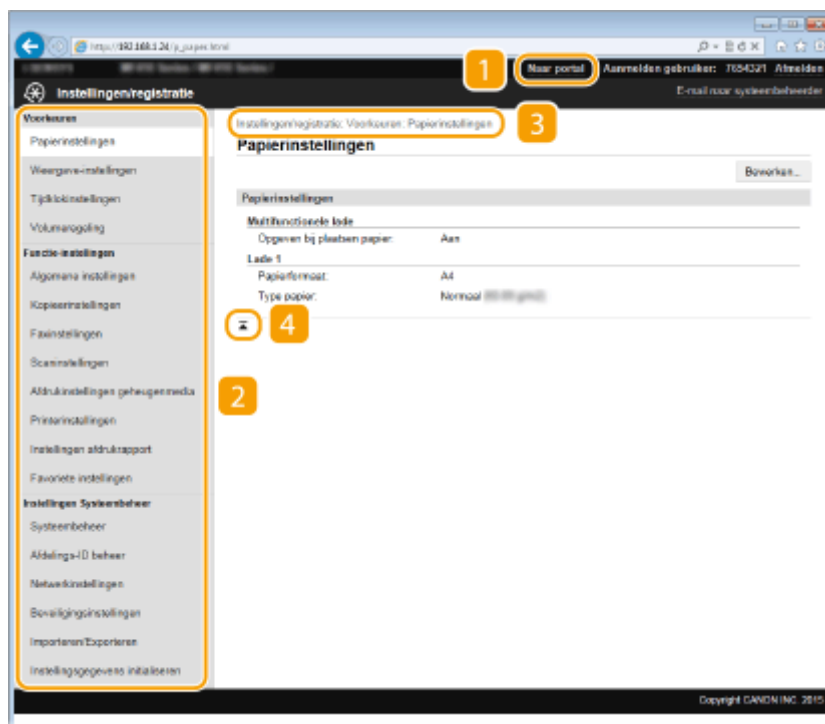 http://192.168.1.24/p_paper.html
1
Naar portal Aanmelden gebruiker: 7654321 Afmelden
Instellingen/registratie
E-mail naar systeembeheerder
Voorkeuren
Papierinstellingen
Weergave-instellingen
Tijdklokinstellingen
Volumeregeling
Functie-instellingen
Algemene instellingen
Kopieerinstellingen
Faxinstellingen
Scaninstellingen
Afdrukinstellingen geheugenmedia
Printerinstellingen
Instellingen afdrukrapport
Favoriete instellingen
Instellingen Systeembeheer
Systeembeheer
Afdelings-ID beheer
Netwerkinstellingen
Beveiligingsinstellingen
Importeren/Exporteren
Instellingsgegevens initialiseren
2
Instellingen/registratie: Voorkeuren: Papierinstellingen
3
Papierinstellingen
Bewerken...
Papierinstellingen
Multifunctionele lade
Opgeven bij plaatsen papier: Aan
Lade 1
Papierformaat: A4
Type papier: Normaal
4
Copyright CANON INC. 2015